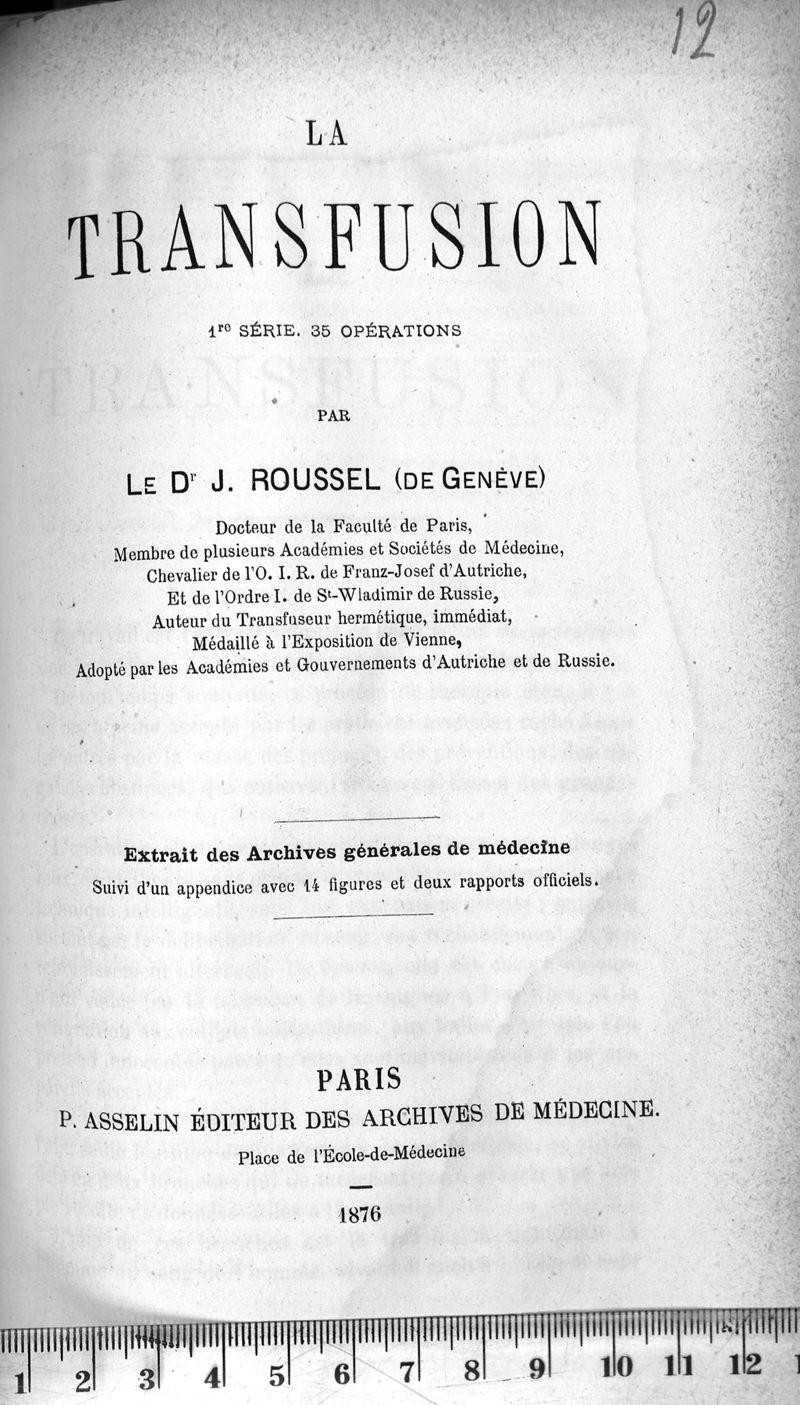 12
LA
TRANSFUSION
1re SÉRIE. 35 OPÉRATIONS
PAR
LE Dr J. ROUSSEL (DE GENÈVE)
Docteur de la Faculté de Paris,
Membre de plusieurs Académies et Sociétés de Médecine,
Chevalier de l'O. I. R. de Franz-Josef d'Autriche,
Et de l'Ordre I. de St-Wladimir de Russie,
Auteur du Transfuseur hermétique, immédiat,
Médaillé à l'Exposition de Vienne,
Adopté par les Académies et Gouvernements d'Autriche et de Russie.
Extrait des Archives générales de médecine
Suivi d'un appendice avec 14 figures et deux rapports officiels.
PARIS
P. ASSELIN ÉDITEUR DES ARCHIVES DE MÉDECINE.
Place de l'École-de-Médecine
1876
1 2 3 4 5 6 7 8 9 10 11 12 1